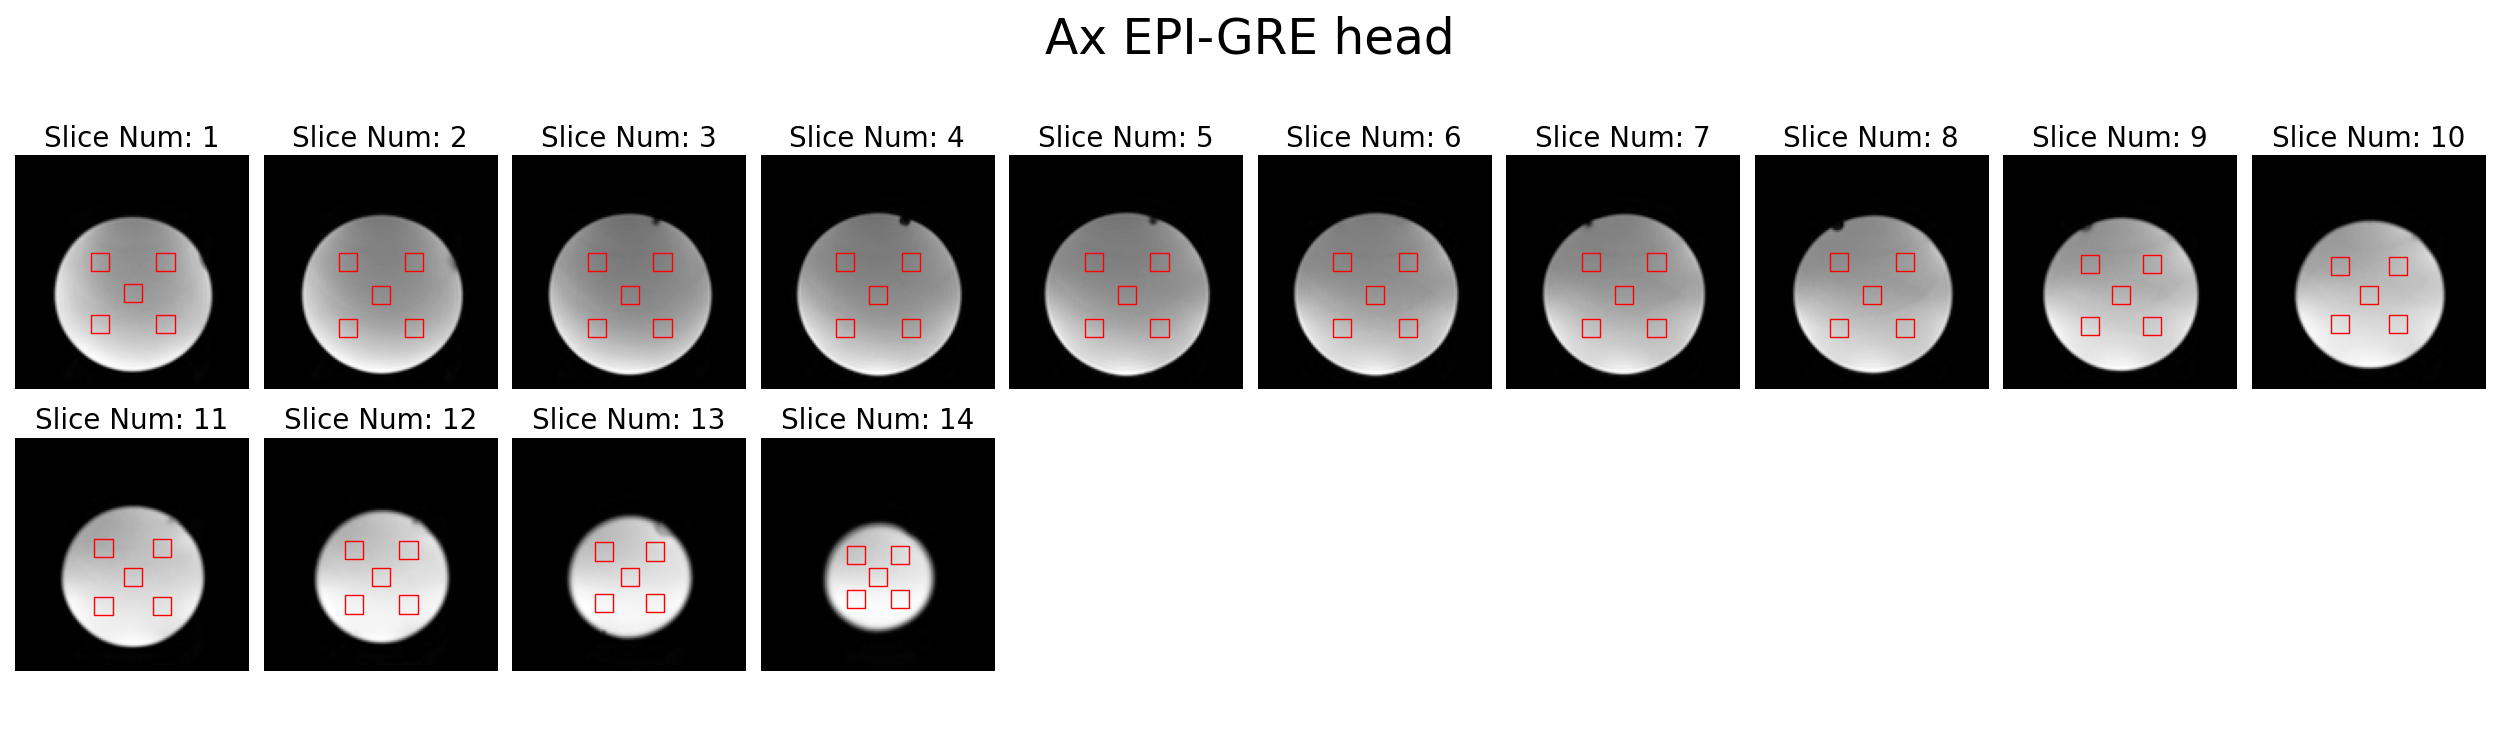 Ax EPI-GRE head
Slice Num: 1
Slice Num: 2
Slice Num: 3
Slice Num: 4
Slice Num: 5
Slice Num: 6
Slice Num: 7
Slice Num: 8
Slice Num: 9
Slice Num: 10
Slice Num: 11
Slice Num: 12
Slice Num: 13
Slice Num: 14